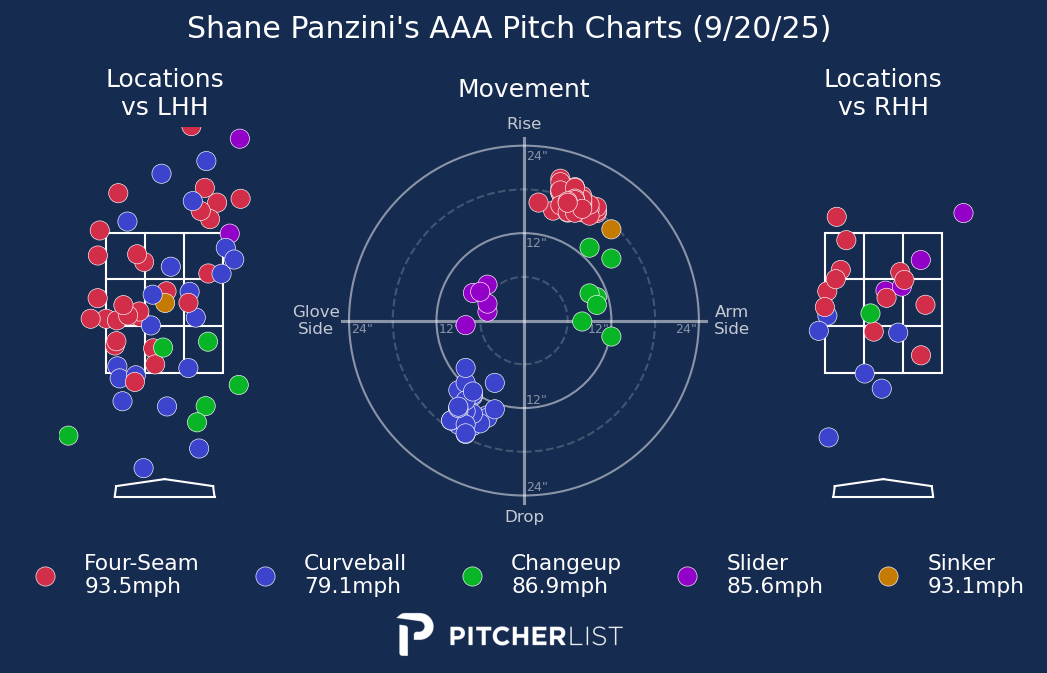 Shane Panzini's AAA Pitch Charts (9/20/25)
Locations
vs LHH
Movement
Locations
vs RHH
Rise
24"
12"
Glove
Side
24"
12"
12"
24"
Arm
Side
12"
24"
Drop
Four-Seam
93.5mph
Curveball
79.1mph
Changeup
86.9mph
Slider
85.6mph
Sinker
93.1mph
PITCHERLIST